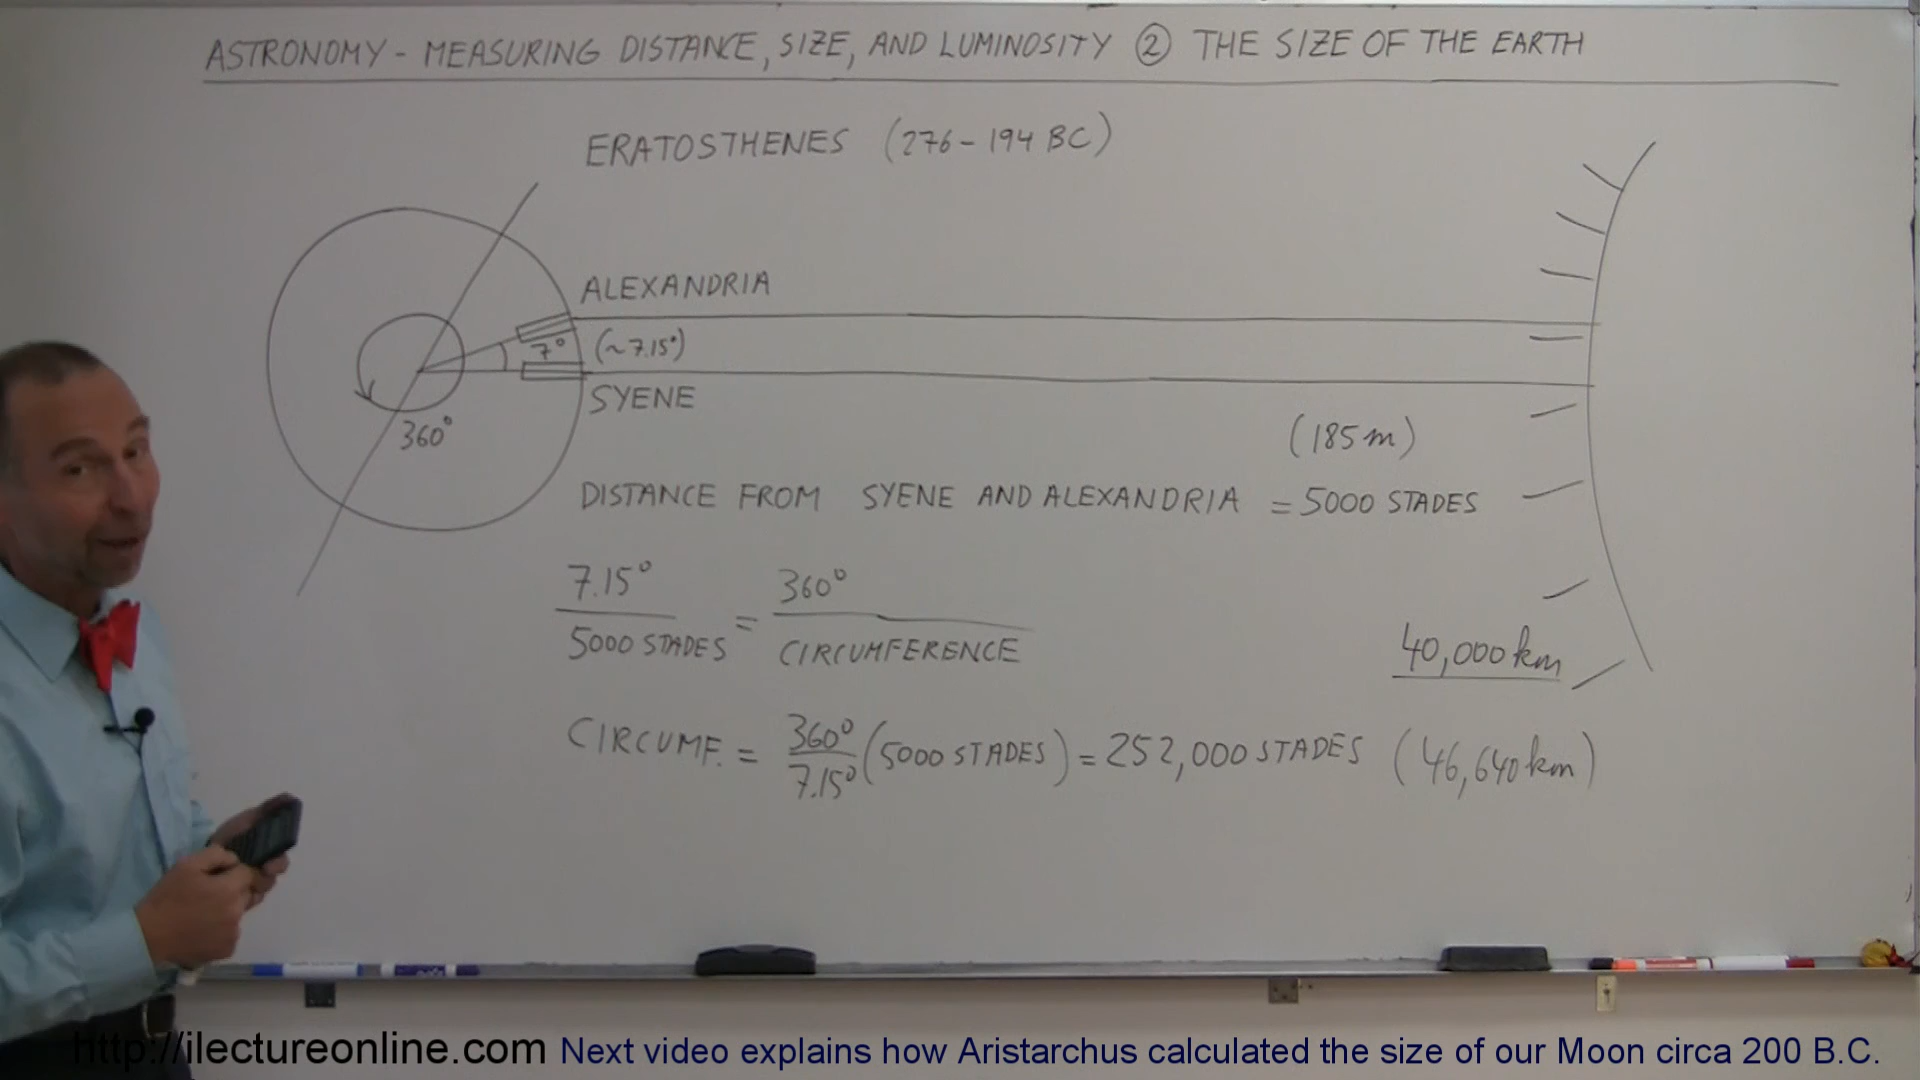 ASTRONOMY - MEASURING DISTANCE, SIZE, AND LUMINOSITY ② THE SIZE OF THE EARTH
ERATOSTHENES (276-194 BC)
ALEXANDRIA
7° (~7.15°)
SYENE
360°
(185 m)
DISTANCE FROM SYENE AND ALEXANDRIA = 5000 STADES
7.15° = 360°
5000 STADES CIRCUMFERENCE
40,000 km
CIRCUMF. = 360° (5000 STADES) = 252,000 STADES (46,640 km)
7.15°
http://ilectureonline.com Next video explains how Aristarchus calculated the size of our Moon circa 200 B.C.